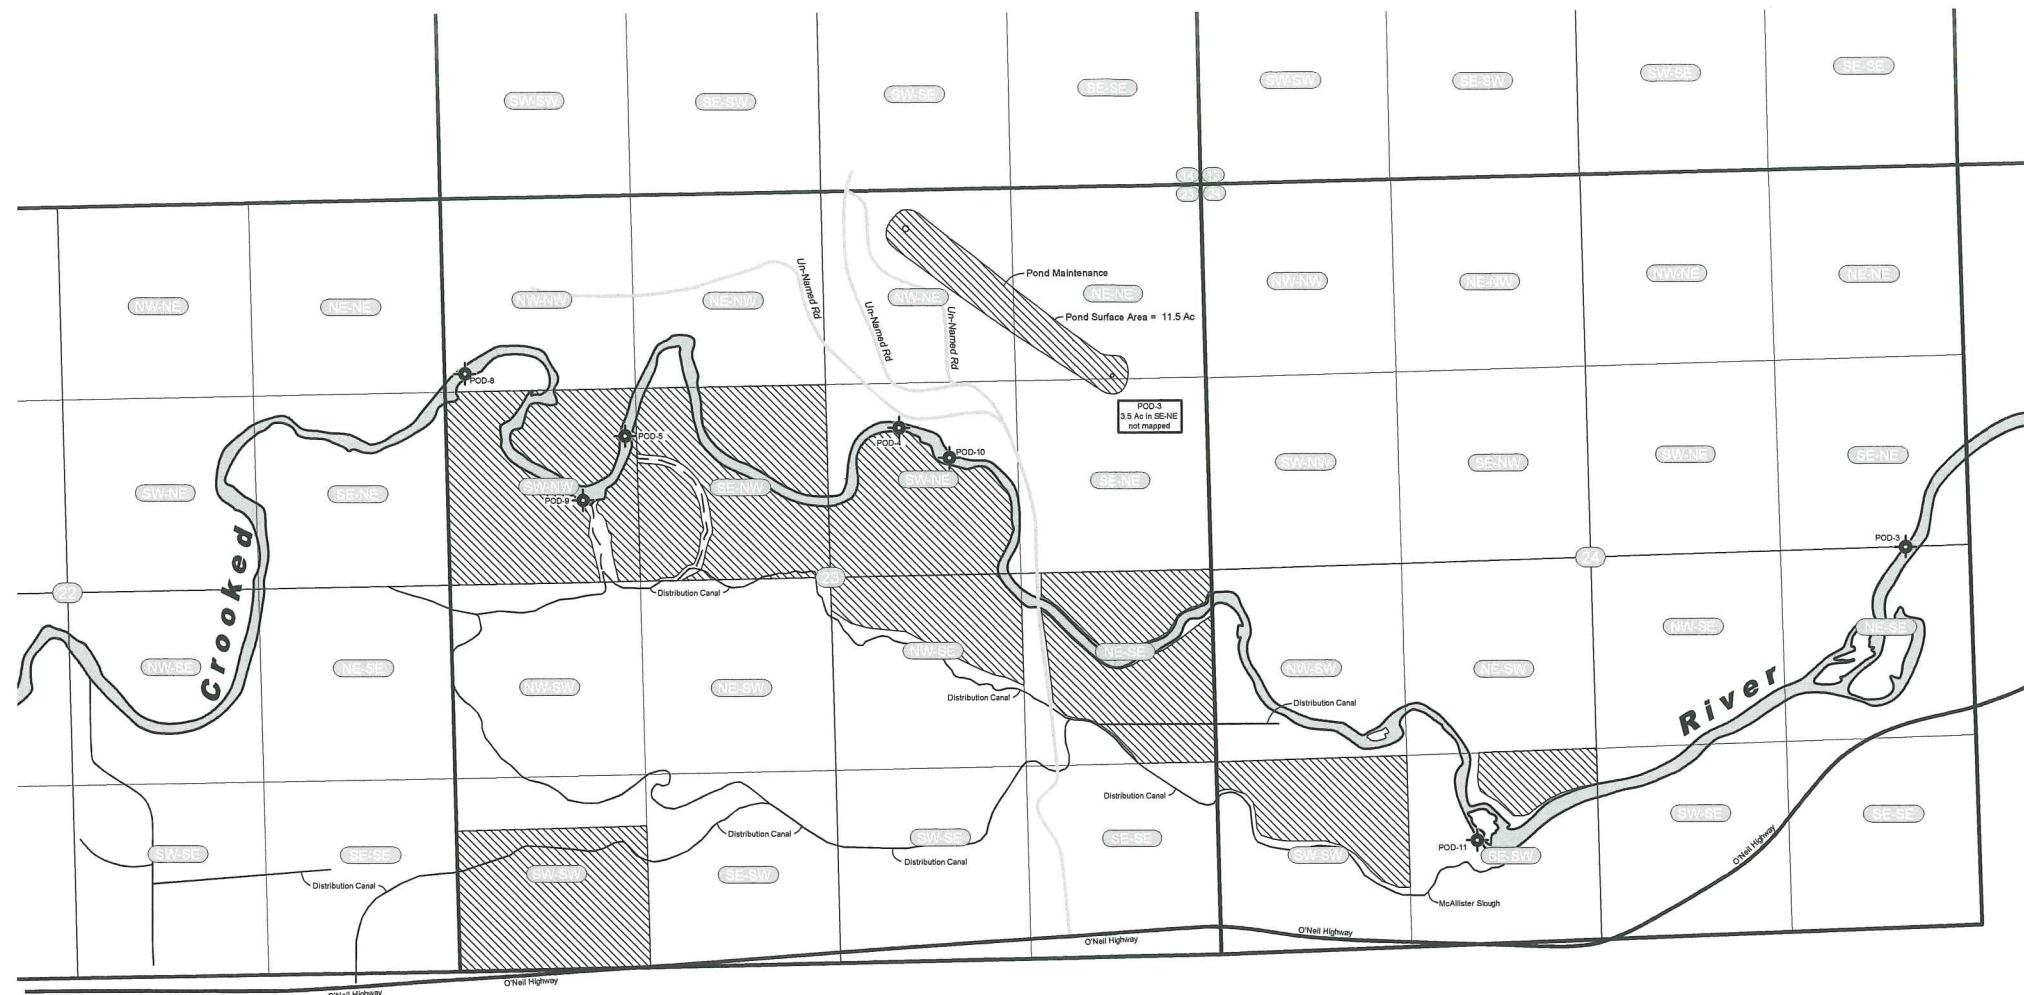 SW-SW
SE-SW
SW-SE
SE-SE
SW-SW
SE-SW
SW-SE
SE-SE
14 13
23 24
NW-NE
NE-NE
NW-NW
NE-NW
Un-Named Rd
Un-Named Rd
NW-NE
Un-Named Rd
Pond Maintenance
NE-NE
Pond Surface Area = 11.5 Ac
NW-NW
NE-NW
NW-NE
NE-NE
POD-8
POD-3
3.5 Ac in SE-NE
not mapped
POD-5
POD-4
POD-10
SW-NE
SE-NE
SW-NW
POD-9
SE-NW
SW-NE
SE-NE
SW-NW
SE-NW
SW-NE
SE-NE
POD-3
Crooked
22
23
24
Distribution Canal
NW-SE
NE-SE
NW-SW
NE-SW
NW-SE
NE-SE
NW-SW
NE-SW
NW-SE
NE-SE
Distribution Canal
Distribution Canal
River
Distribution Canal
SW-SE
SE-SE
Distribution Canal
SW-SW
SE-SW
Distribution Canal
SW-SE
Distribution Canal
SE-SE
SW-SW
POD-11
SE-SW
McAllister Slough
SW-SE
SE-SE
O'Neil Highway
O'Neil Highway
O'Neil Highway
O'Neil Highway
O'Neil Highway